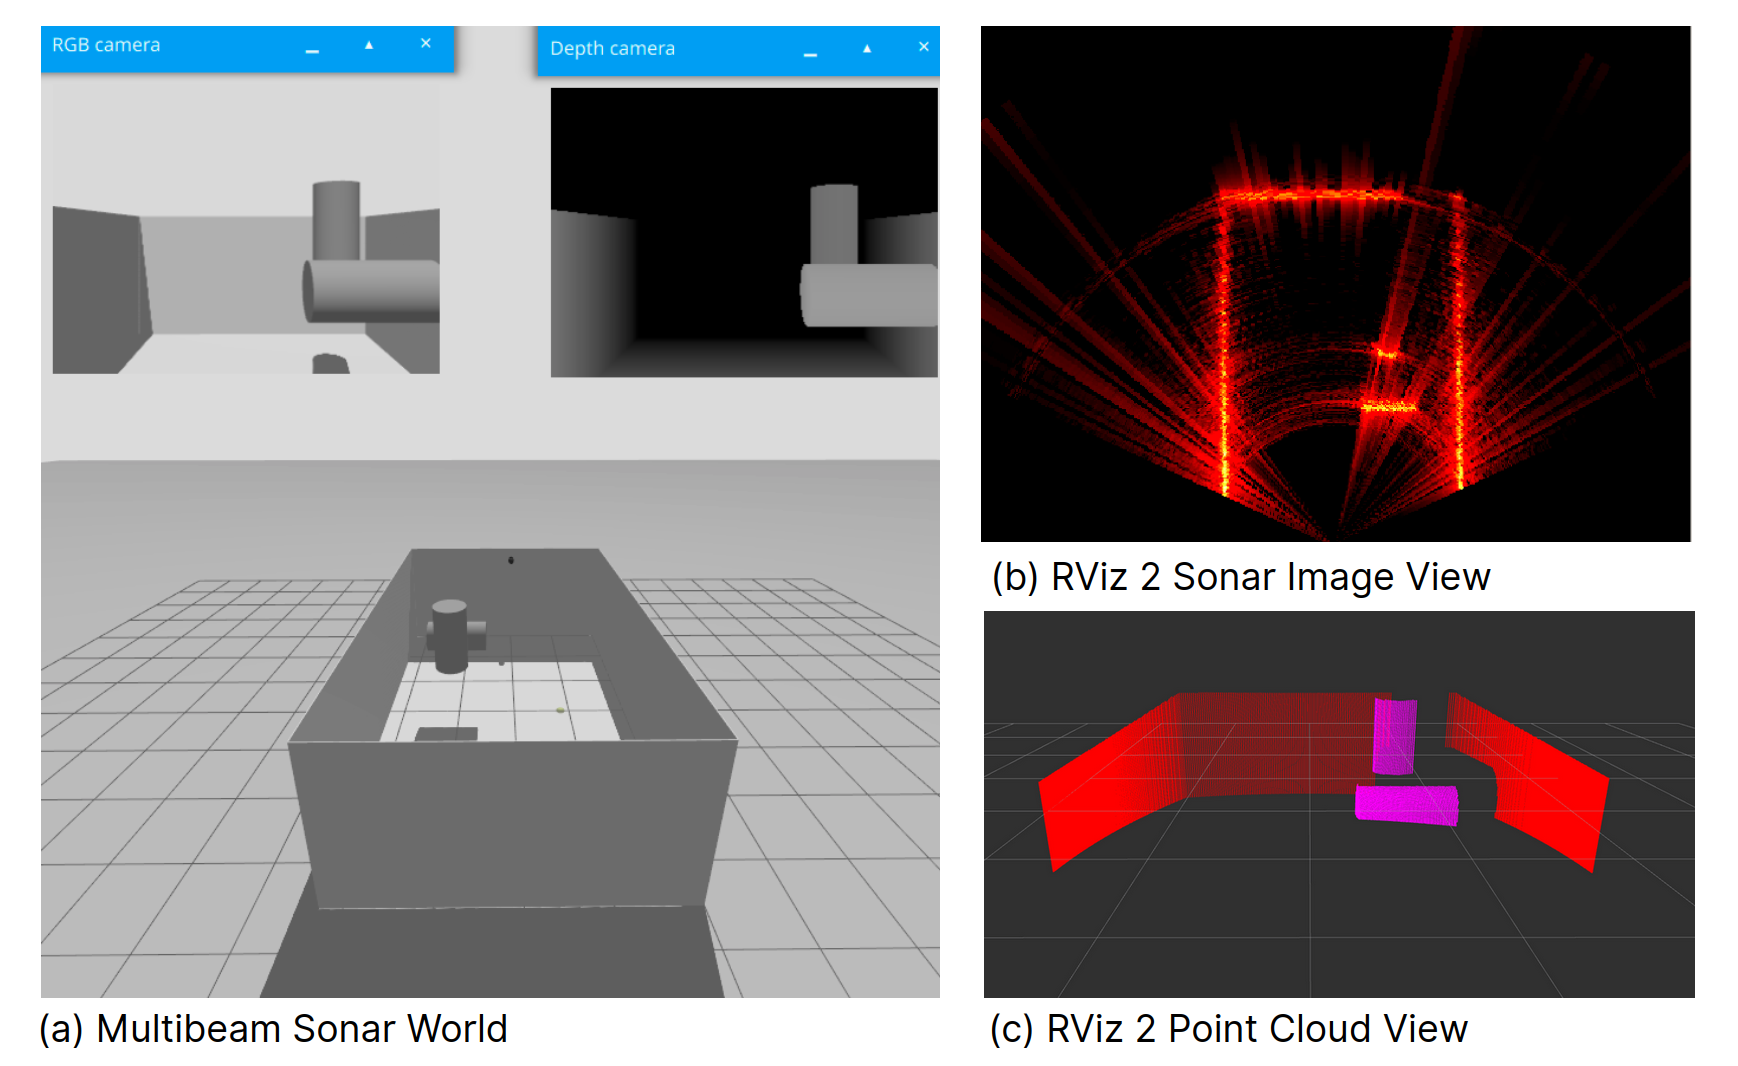 RGB camera
Depth camera
(b) RViz 2 Sonar Image View
(a) Multibeam Sonar World
(c) RViz 2 Point Cloud View